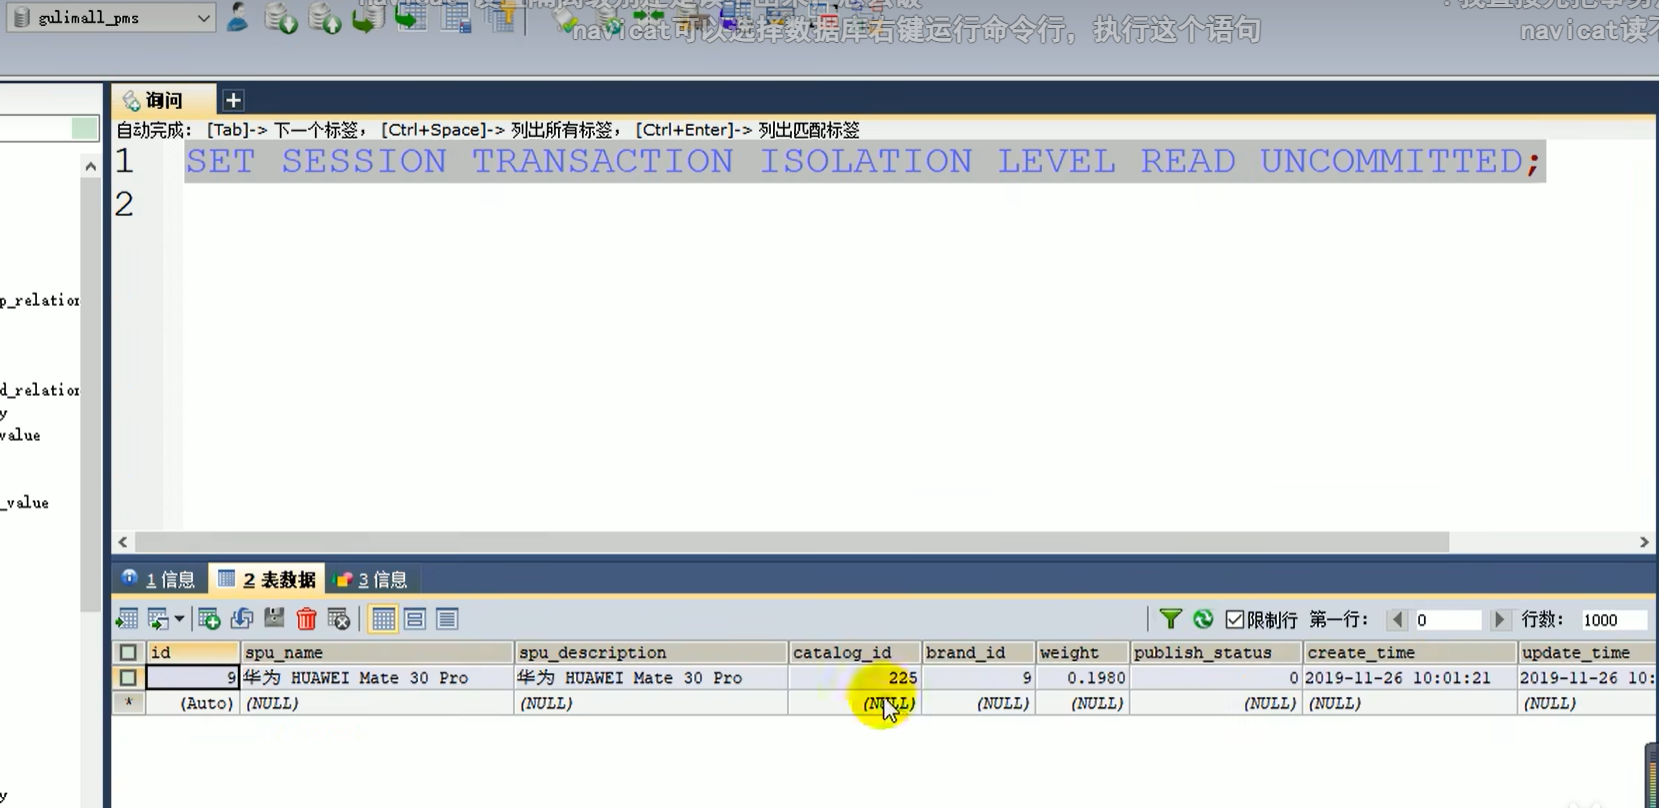 gulimall_pms
navicat可以选择数据库右键运行命令行，执行这个语句
navicat读不
询问
自动完成： [Tab]-> 下一个标签， [Ctrl+Space]-> 列出所有标签， [Ctrl+Enter]-> 列出匹配标签
1 SET SESSION TRANSACTION ISOLATION LEVEL READ UNCOMMITTED;
2
p_relation
d_relation
y
value
_value
y
1 信息 2 表数据 3 信息
限制行 第一行： 0 行数： 1000
id spu_name spu_description catalog_id brand_id weight publish_status create_time update_time
9 华为 HUAWEI Mate 30 Pro 华为 HUAWEI Mate 30 Pro 225 9 0.1980 0 2019-11-26 10:01:21 2019-11-26 10:
* (Auto) (NULL) (NULL) (NULL) (NULL) (NULL) (NULL) (NULL) (NULL)